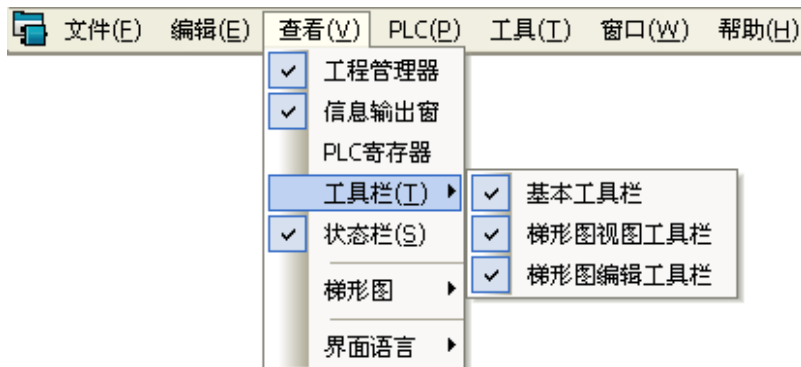 文件(F) 编辑(E) 查看(V) PLC(P) 工具(T) 窗口(W) 帮助(H)
工程管理器
信息输出窗
PLC寄存器
工具栏(T)
基本工具栏
状态栏(S)
梯形图视图工具栏
梯形图编辑工具栏
梯形图
界面语言